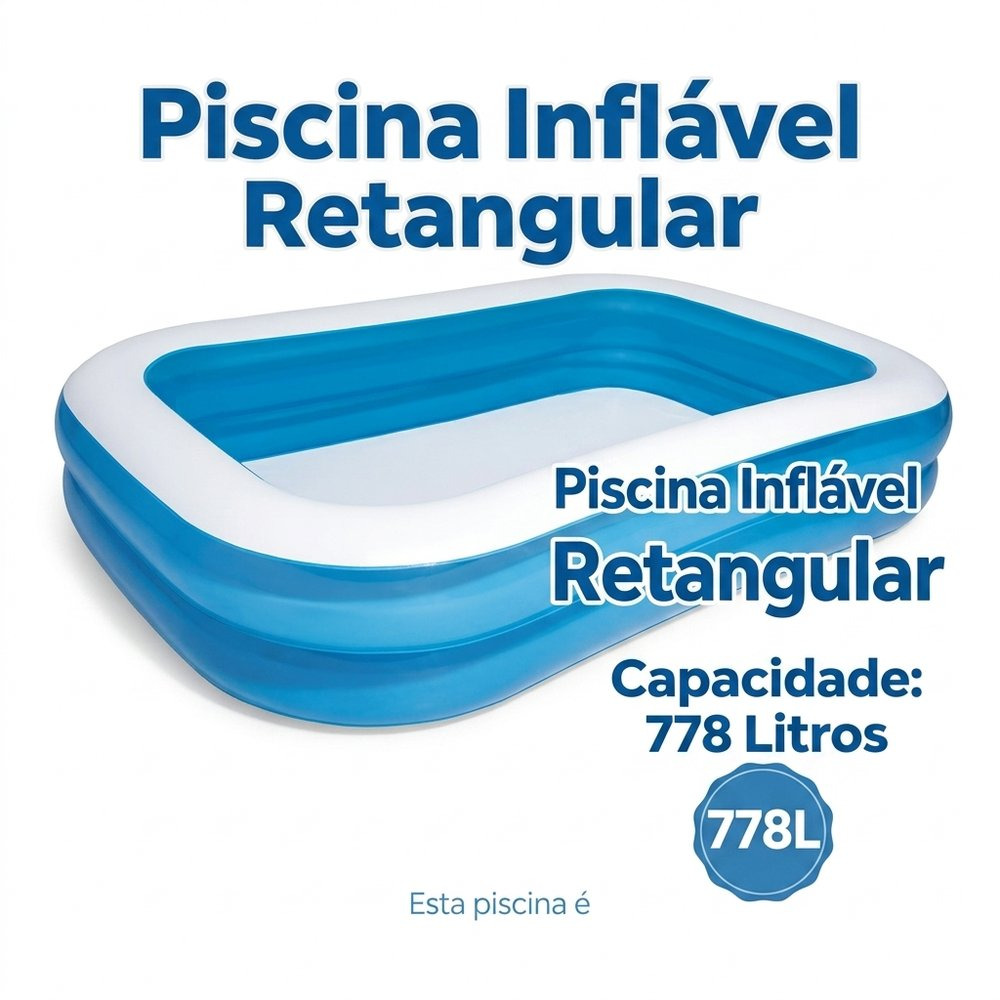 Piscina Inflável
Retangular
Piscina Inflável
Retangular
Capacidade:
778 Litros
778L
Esta piscina é